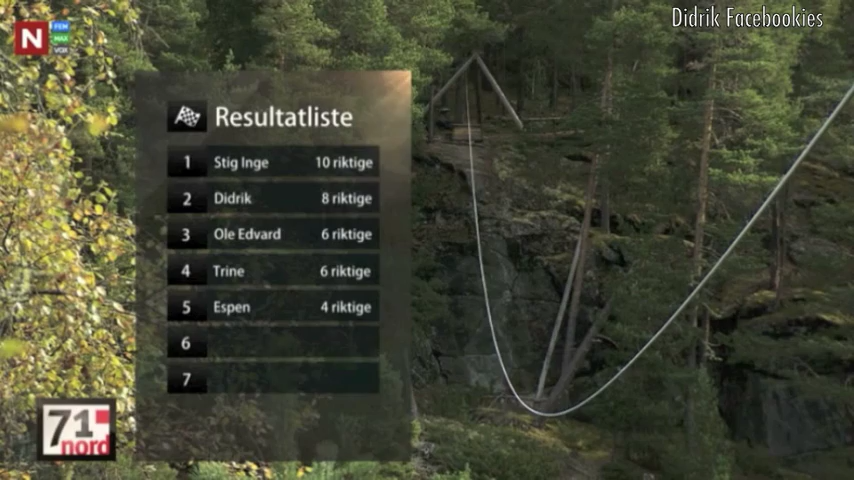 Didrik Facebookies
N
FEM
MAX
VOX
Resultatliste
1 Stig Inge 10 riktige
2 Didrik 8 riktige
3 Ole Edvard 6 riktige
4 Trine 6 riktige
5 Espen 4 riktige
6
7
71°
nord